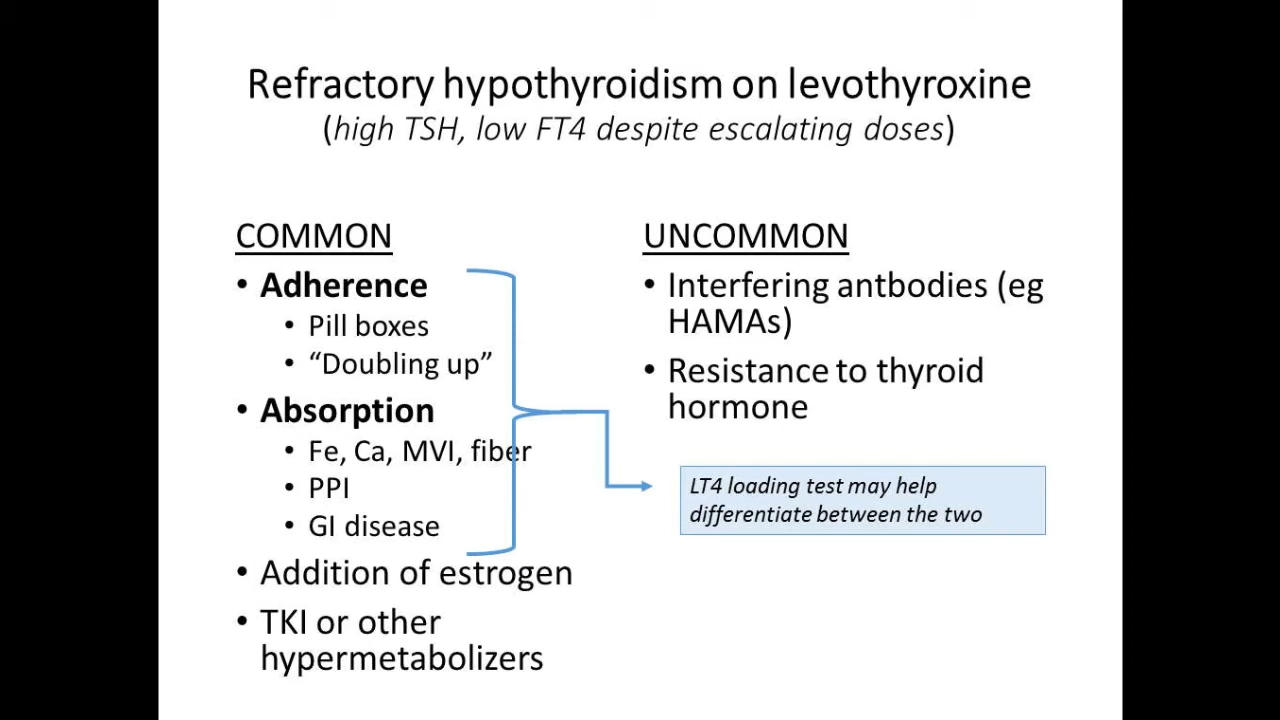 Refractory hypothyroidism on levothyroxine
(high TSH, low FT4 despite escalating doses)
COMMON
• Adherence
• Pill boxes
• “Doubling up”
• Absorption
• Fe, Ca, MVI, fiber
• PPI
• GI disease
• Addition of estrogen
• TKI or other
hypermetabolizers
UNCOMMON
• Interfering antbodies (eg
HAMAs)
• Resistance to thyroid
hormone
LT4 loading test may help
differentiate between the two